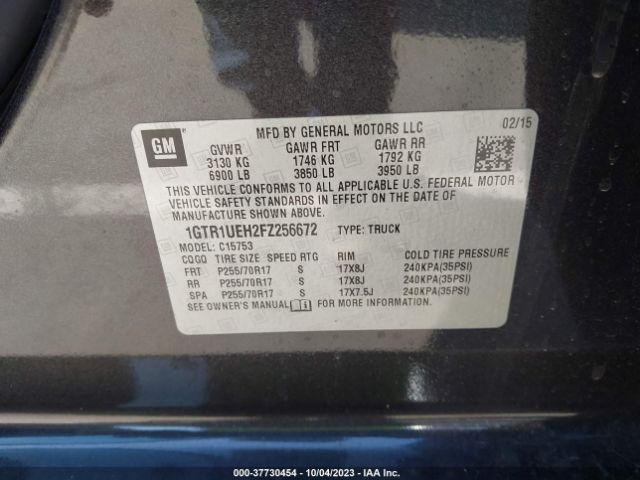 GM
MFD BY GENERAL MOTORS LLC
02/15
GVWR GAWR FRT GAWR RR
3130 KG 1746 KG 1792 KG
6900 LB 3850 LB 3950 LB
THIS VEHICLE CONFORMS TO ALL APPLICABLE U.S. FEDERAL MOTOR
VEHICLE SAFETY STANDARDS IN EFFECT ON THE DATE OF
MANUFACTURE SHOWN ABOVE.
1GTR1UEH2FZ256672 TYPE: TRUCK
MODEL: C15753
CGGQ TIRE SIZE SPEED RTG RIM COLD TIRE PRESSURE
FRT P255/70R17 S 17X8J 240KPA(35PSI)
RR P255/70R17 S 17X8J 240KPA(35PSI)
SPA P255/70R17 S 17X7.5J 240KPA(35PSI)
SEE OWNER'S MANUAL FOR MORE INFORMATION.
000-37730454 - 10/04/2023 - IAA Inc.